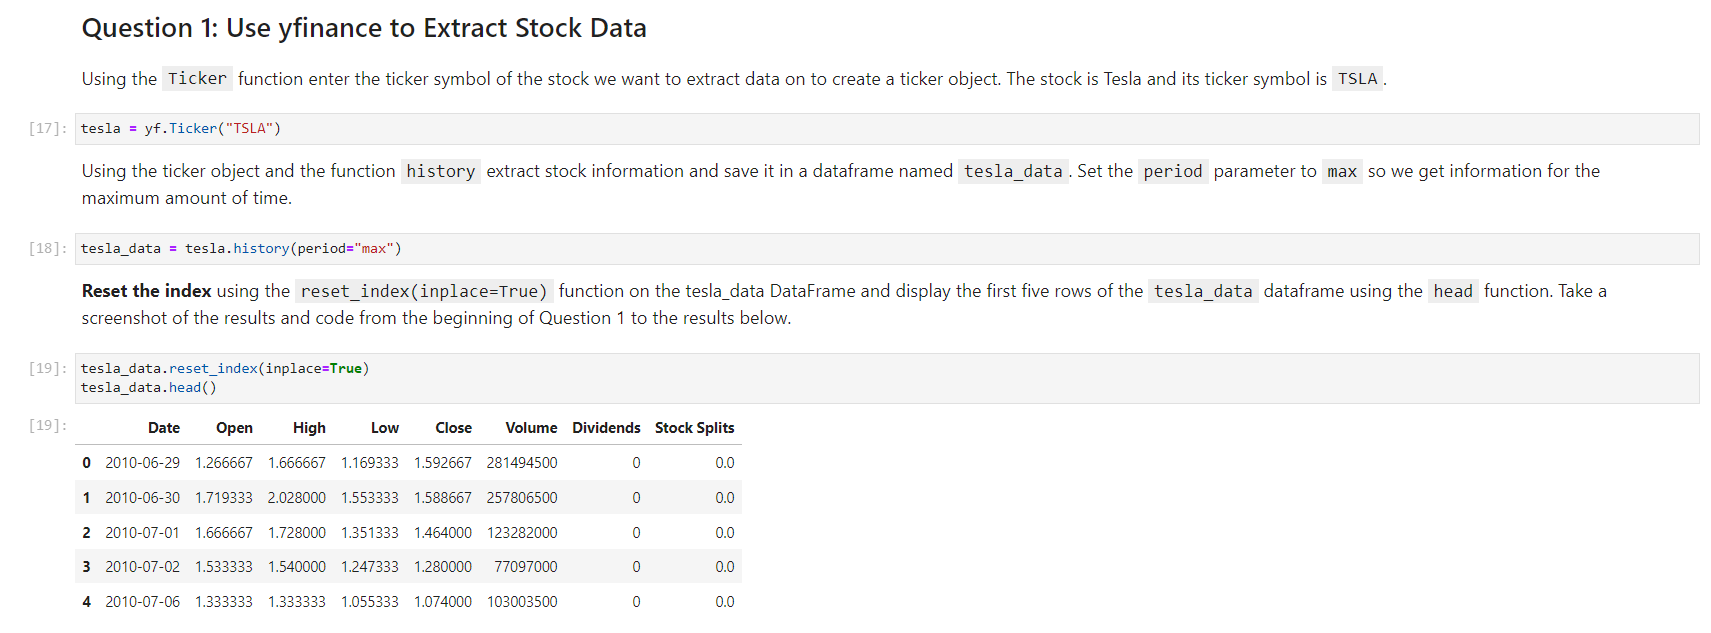 Question 1: Use yfinance to Extract Stock Data
Using the Ticker function enter the ticker symbol of the stock we want to extract data on to create a ticker object. The stock is Tesla and its ticker symbol is TSLA.
[17]: tesla = yf.Ticker("TSLA")
Using the ticker object and the function history extract stock information and save it in a dataframe named tesla_data. Set the period parameter to max so we get information for the
maximum amount of time.
[18]: tesla_data = tesla.history(period="max")
Reset the index using the reset_index(inplace=True) function on the tesla_data DataFrame and display the first five rows of the tesla_data dataframe using the head function. Take a
screenshot of the results and code from the beginning of Question 1 to the results below.
[19]: tesla_data.reset_index(inplace=True)
tesla_data.head()
[19]: Date Open High Low Close Volume Dividends Stock Splits
0 2010-06-29 1.266667 1.666667 1.169333 1.592667 281494500 0 0.0
1 2010-06-30 1.719333 2.028000 1.553333 1.588667 257806500 0 0.0
2 2010-07-01 1.666667 1.728000 1.351333 1.464000 123282000 0 0.0
3 2010-07-02 1.533333 1.540000 1.247333 1.280000 77097000 0 0.0
4 2010-07-06 1.333333 1.333333 1.055333 1.074000 103003500 0 0.0